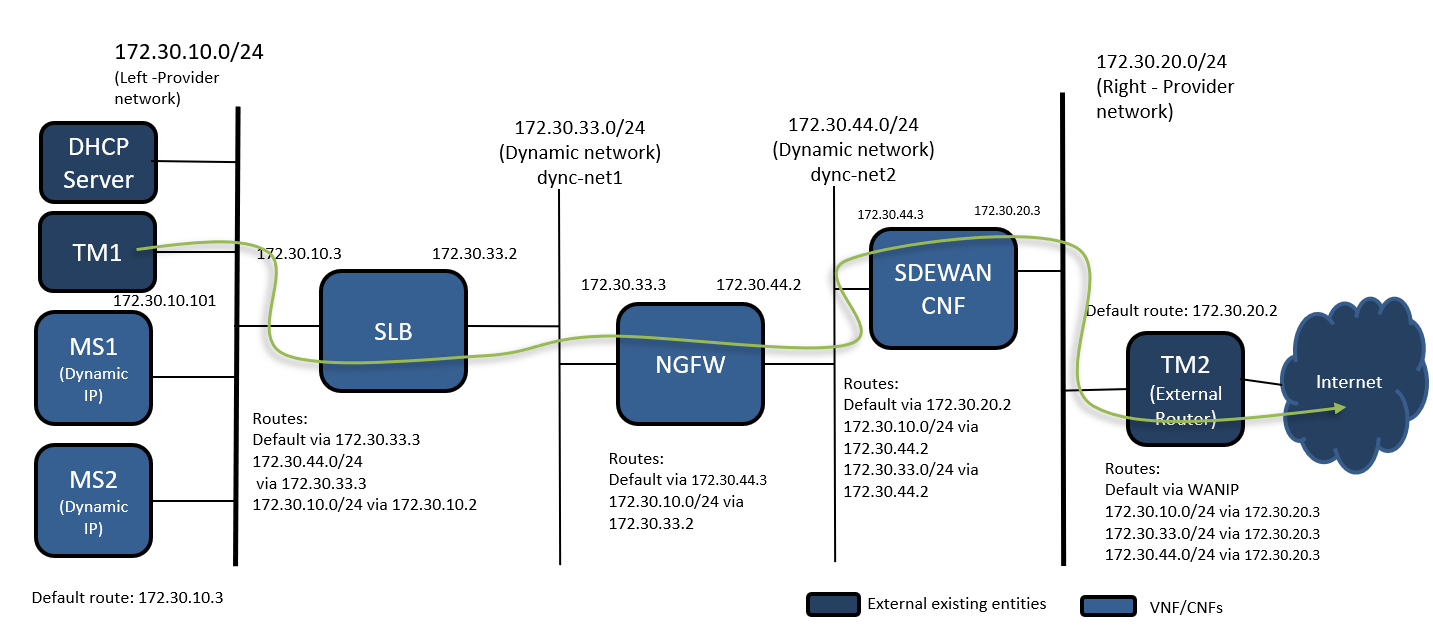 172.30.10.0/24
(Left -Provider
network)
DHCP
Server
TM1
172.30.10.101
MS1
(Dynamic
IP)
MS2
(Dynamic
IP)
Default route: 172.30.10.3
172.30.10.3
172.30.33.2
SLB
Routes:
Default via 172.30.33.3
172.30.44.0/24
via 172.30.33.3
172.30.10.0/24 via 172.30.10.2
172.30.33.0/24
(Dynamic network)
dync-net1
172.30.33.3
172.30.44.2
NGFW
Routes:
Default via 172.30.44.3
172.30.10.0/24 via
172.30.33.2
172.30.44.0/24
(Dynamic network)
dync-net2
172.30.44.3
172.30.20.3
SDEWAN
CNF
Routes:
Default via 172.30.20.2
172.30.10.0/24 via
172.30.44.2
172.30.33.0/24 via
172.30.44.2
172.30.20.0/24
(Right - Provider
network)
Default route: 172.30.20.2
TM2
(External
Router)
Internet
Routes:
Default via WANIP
172.30.10.0/24 via 172.30.20.3
172.30.33.0/24 via 172.30.20.3
172.30.44.0/24 via 172.30.20.3
External existing entities
VNF/CNFs